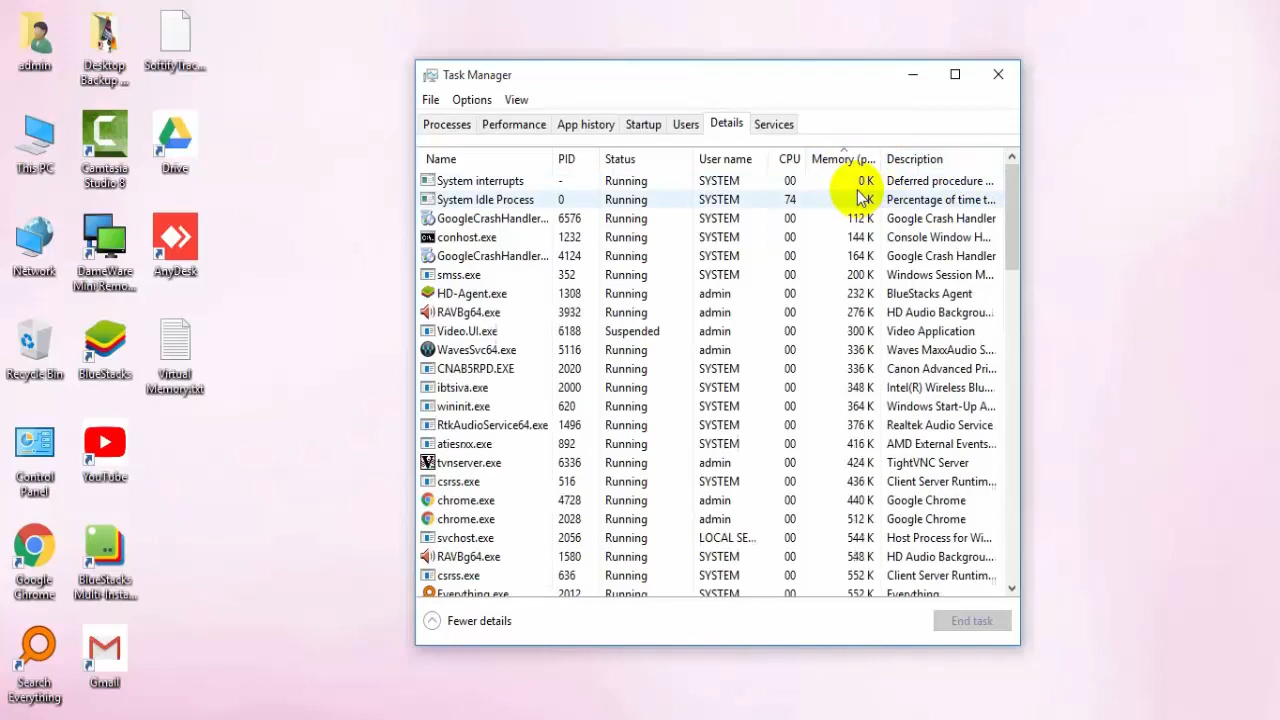 admin
Desktop
Backup ...
SoftifyTrac...
This PC
Camtasia
Studio 8
Drive
Network
DameWare
Mini Remo...
AnyDesk
Recycle Bin
BlueStacks
Virtual
Memory.txt
Control
Panel
YouTube
Google
Chrome
BlueStacks
Multi-Insta...
Search
Everything
Gmail
Task Manager
File Options View
Processes Performance App history Startup Users Details Services
Name PID Status User name CPU Memory (p... Description
System interrupts - Running SYSTEM 00 0 K Deferred procedure ...
System Idle Process 0 Running SYSTEM 74 K Percentage of time t...
GoogleCrashHandler... 6576 Running SYSTEM 00 112 K Google Crash Handler
conhost.exe 1232 Running SYSTEM 00 144 K Console Window H...
GoogleCrashHandler... 4124 Running SYSTEM 00 164 K Google Crash Handler
smss.exe 352 Running SYSTEM 00 200 K Windows Session M...
HD-Agent.exe 1308 Running admin 00 232 K BlueStacks Agent
RAVBg64.exe 3932 Running admin 00 276 K HD Audio Backgrou...
Video.UI.exe 6188 Suspended admin 00 300 K Video Application
WavesSvc64.exe 5116 Running admin 00 336 K Waves MaxxAudio S...
CNAB5RPD.EXE 2020 Running admin 00 336 K Canon Advanced Pri...
ibtsiva.exe 2000 Running SYSTEM 00 348 K Intel(R) Wireless Blu...
wininit.exe 620 Running SYSTEM 00 364 K Windows Start-Up A...
RtkAudioService64.exe 1496 Running SYSTEM 00 376 K Realtek Audio Service
atiesrxx.exe 892 Running SYSTEM 00 416 K AMD External Events...
tvnserver.exe 6336 Running admin 00 424 K TightVNC Server
csrss.exe 516 Running SYSTEM 00 436 K Client Server Runtim...
chrome.exe 4728 Running admin 00 440 K Google Chrome
chrome.exe 2028 Running admin 00 512 K Google Chrome
svchost.exe 2056 Running LOCAL SE... 00 544 K Host Process for Wi...
RAVBg64.exe 1580 Running SYSTEM 00 548 K HD Audio Backgrou...
csrss.exe 636 Running SYSTEM 00 552 K Client Server Runtim...
Everything.exe 2012 Running SYSTEM 00 552 K Everything
Fewer details End task